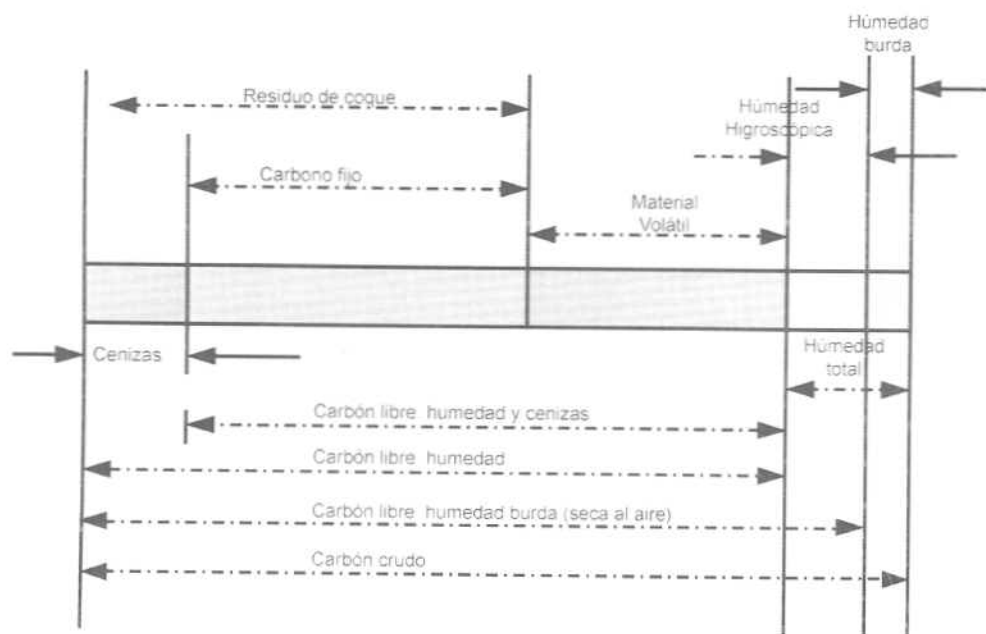 Húmedad
burda
Residuo de coque
Húmedad
Higroscópica
Carbono fijo
Material
Volátil
Cenizas
Húmedad
total
Carbón libre humedad y cenizas
Carbón libre humedad
Carbón libre humedad burda (seca al aire)
Carbón crudo